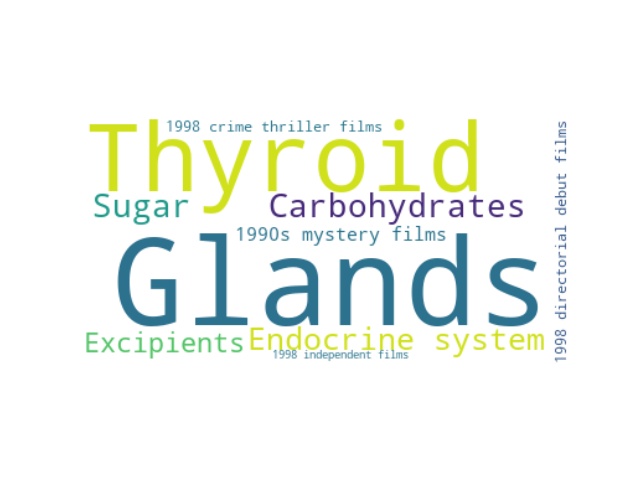 1998 crime thriller films
Thyroid
Sugar
Carbohydrates
1990s mystery films
Glands
Excipients
Endocrine system
1998 independent films
1998 directorial debut films